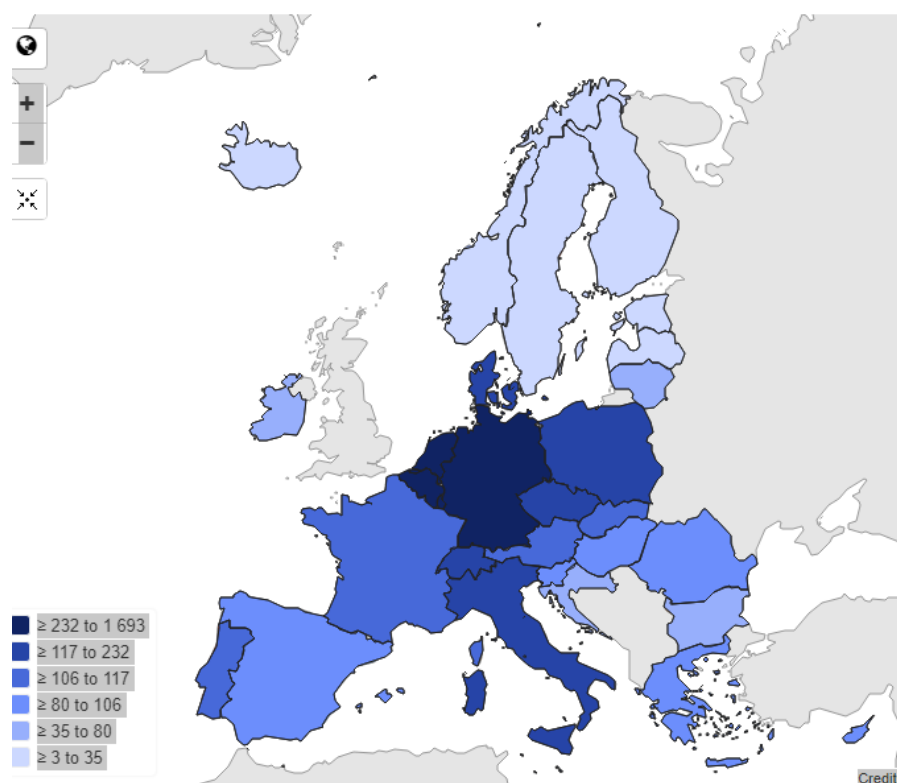 +
−
≥ 232 to 1 693
≥ 117 to 232
≥ 106 to 117
≥ 80 to 106
≥ 35 to 80
≥ 3 to 35
Credit